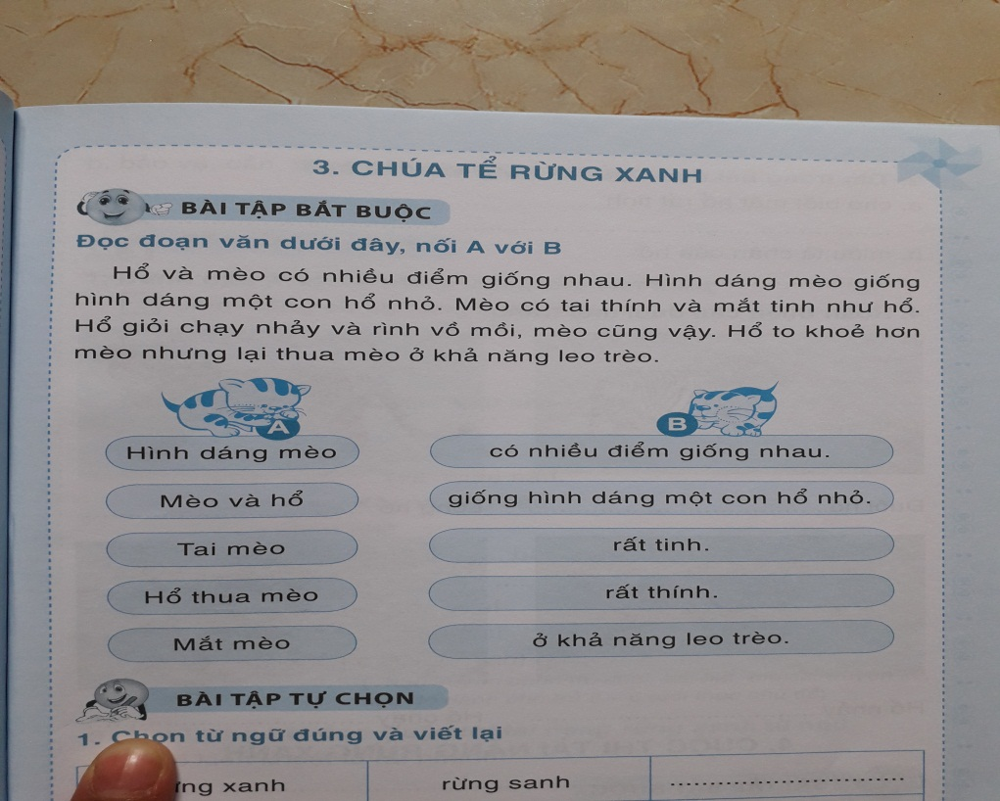 3. CHÚA TỂ RỪNG XANH
BÀI TẬP BẮT BUỘC
Đọc đoạn văn dưới đây, nối A với B
Hổ và mèo có nhiều điểm giống nhau. Hình dáng mèo giống
hình dáng một con hổ nhỏ. Mèo có tai thính và mắt tinh như hổ.
Hổ giỏi chạy nhảy và rình vồ mồi, mèo cũng vậy. Hổ to khoẻ hơn
mèo nhưng lại thua mèo ở khả năng leo trèo.
A B
Hình dáng mèo có nhiều điểm giống nhau.
Mèo và hổ giống hình dáng một con hổ nhỏ.
Tai mèo rất tinh.
Hổ thua mèo rất thính.
Mắt mèo ở khả năng leo trèo.
BÀI TẬP TỰ CHỌN
1. Chọn từ ngữ đúng và viết lại
xanh rừng sanh